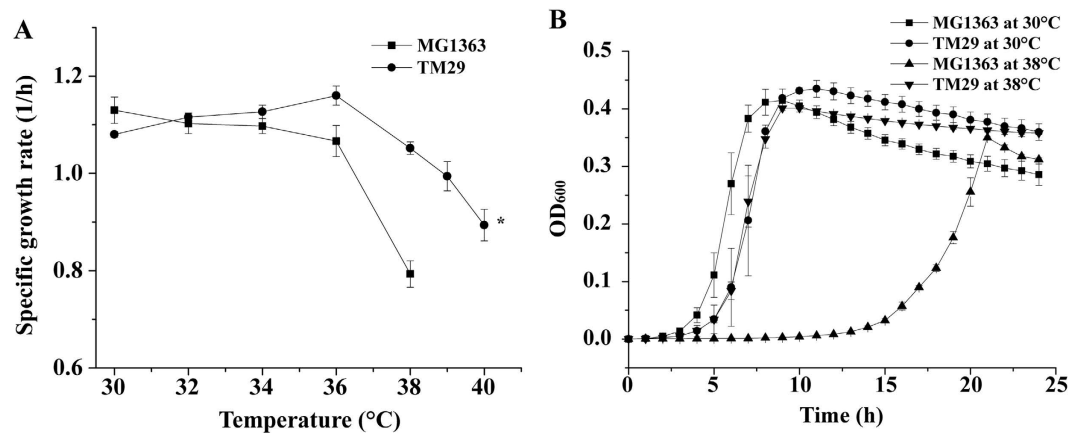 A
MG1363
TM29
Specific growth rate (1/h)
1.2
1.0
0.8
0.6
*
30
32
34
36
38
40
Temperature (°C)
B
MG1363 at 30°C
TM29 at 30°C
MG1363 at 38°C
TM29 at 38°C
OD600
0.5
0.4
0.3
0.2
0.1
0.0
0
5
10
15
20
25
Time (h)